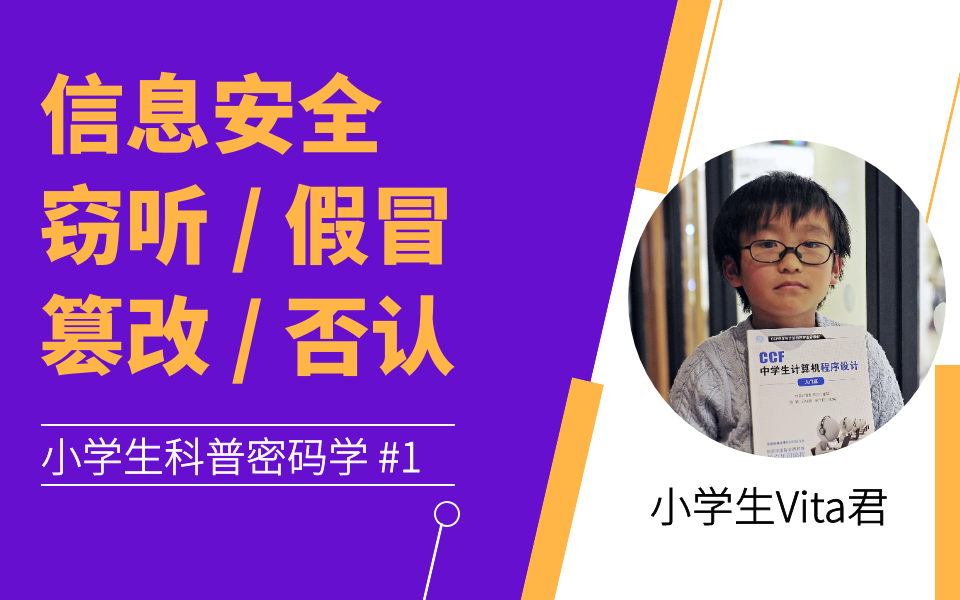 信息安全
窃听 / 假冒
篡改 / 否认
小学生科普密码学 #1
CCF
中学生计算机程序设计
入门篇
小学生Vita君